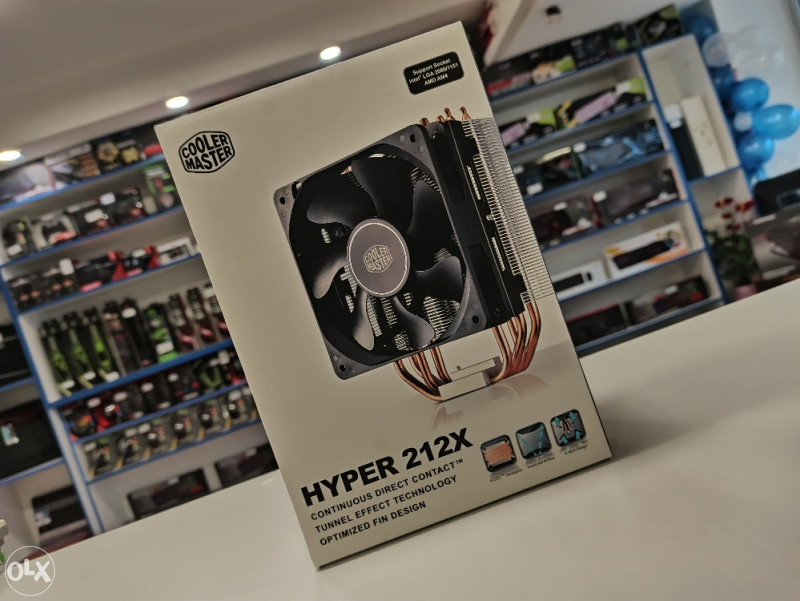 Support Socket
Intel® LGA 2066/1151
AMD AM4
COOLER
MASTER
COOLER
MASTER
HYPER 212X
CONTINUOUS DIRECT CONTACT™
TUNNEL EFFECT TECHNOLOGY
OPTIMIZED FIN DESIGN
OLX